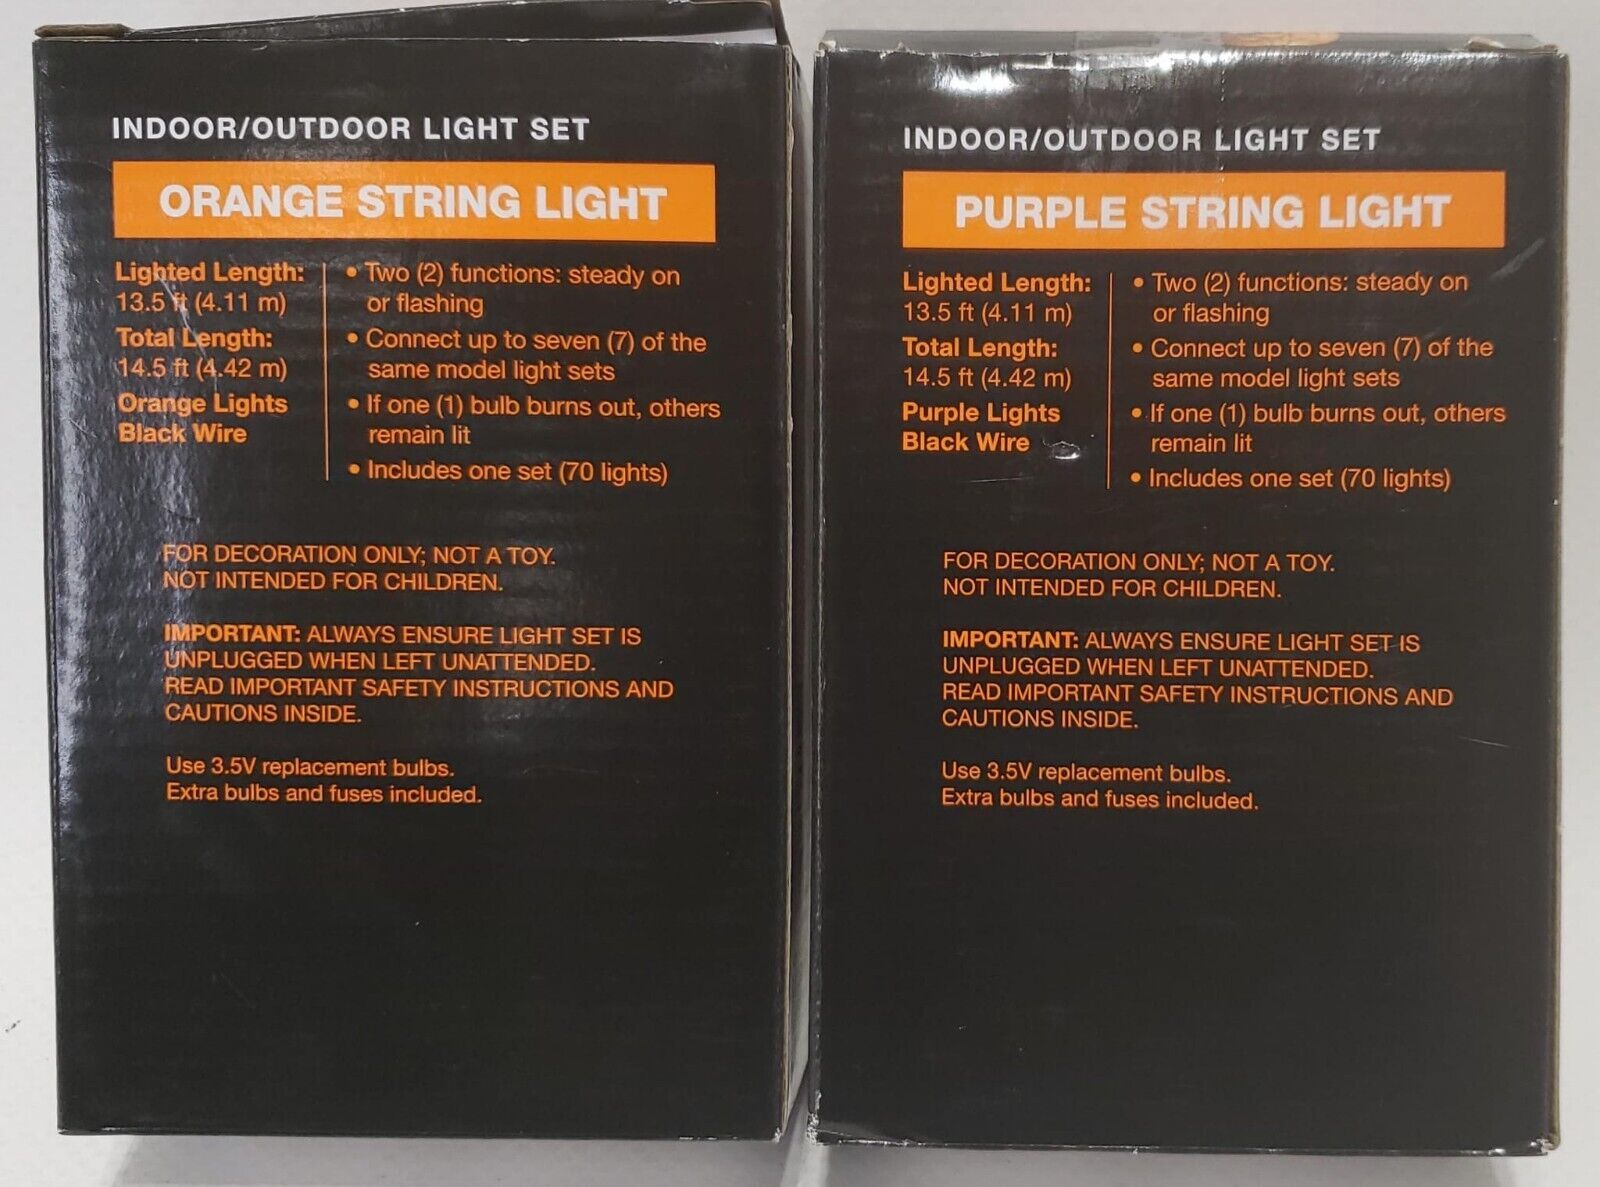 INDOOR/OUTDOOR LIGHT SET
ORANGE STRING LIGHT
Lighted Length:
13.5 ft (4.11 m)
Total Length:
14.5 ft (4.42 m)
Orange Lights
Black Wire
• Two (2) functions: steady on
or flashing
• Connect up to seven (7) of the
same model light sets
• If one (1) bulb burns out, others
remain lit
• Includes one set (70 lights)
FOR DECORATION ONLY; NOT A TOY.
NOT INTENDED FOR CHILDREN.
IMPORTANT: ALWAYS ENSURE LIGHT SET IS
UNPLUGGED WHEN LEFT UNATTENDED.
READ IMPORTANT SAFETY INSTRUCTIONS AND
CAUTIONS INSIDE.
Use 3.5V replacement bulbs.
Extra bulbs and fuses included.
INDOOR/OUTDOOR LIGHT SET
PURPLE STRING LIGHT
Lighted Length:
13.5 ft (4.11 m)
Total Length:
14.5 ft (4.42 m)
Purple Lights
Black Wire
• Two (2) functions: steady on
or flashing
• Connect up to seven (7) of the
same model light sets
• If one (1) bulb burns out, others
remain lit
• Includes one set (70 lights)
FOR DECORATION ONLY; NOT A TOY.
NOT INTENDED FOR CHILDREN.
IMPORTANT: ALWAYS ENSURE LIGHT SET IS
UNPLUGGED WHEN LEFT UNATTENDED.
READ IMPORTANT SAFETY INSTRUCTIONS AND
CAUTIONS INSIDE.
Use 3.5V replacement bulbs.
Extra bulbs and fuses included.